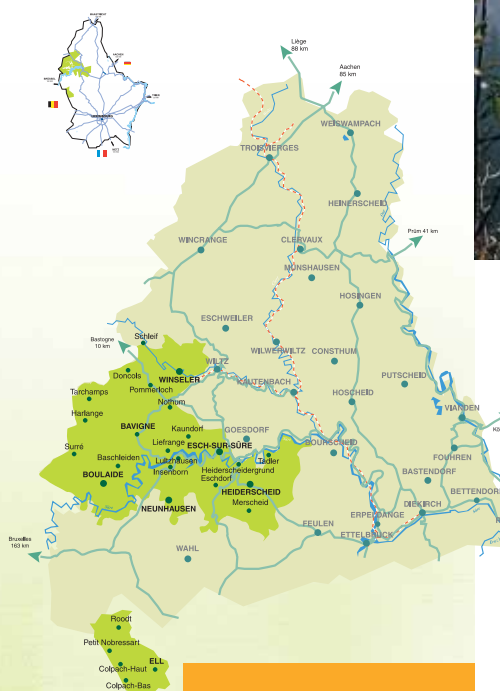 Liège
88 km
Aachen
85 km
WEISWAMPACH
TROISVIERGES
HEINERSCHEID
Prüm 41 km
WINCRANGE
CLERVAUX
MUNSHAUSEN
HOSINGEN
ESCHWEILER
Schleif
Bastogne
10 km
WILWERWILTZ
CONSTHUM
WILTZ
Doncols
WINSELER
PUTSCHEID
KAUTENBACH
Pommerloch
Tarchamps
HOSCHEID
Nothum
VIANDEN
Harlange
BAVIGNE
Kaundorf
GOESDORF
Liefrange
ESCH-SUR-SÛRE
BOURSCHEID
Surré
Baschleiden
Lultzhausen
Tadler
FOUHREN
Insenborn
Heiderscheidergrund
BOULAIDE
Eschdorf
BASTENDORF
HEIDERSCHEID
BETTENDORF
Merscheid
DIEKIRCH
NEUNHAUSEN
ERPELDANGE
FEULEN
ETTELBRÜCK
Bruxelles
163 km
WAHL
Roodt
Petit Nobressart
ELL
Colpach-Haut
Colpach-Bas